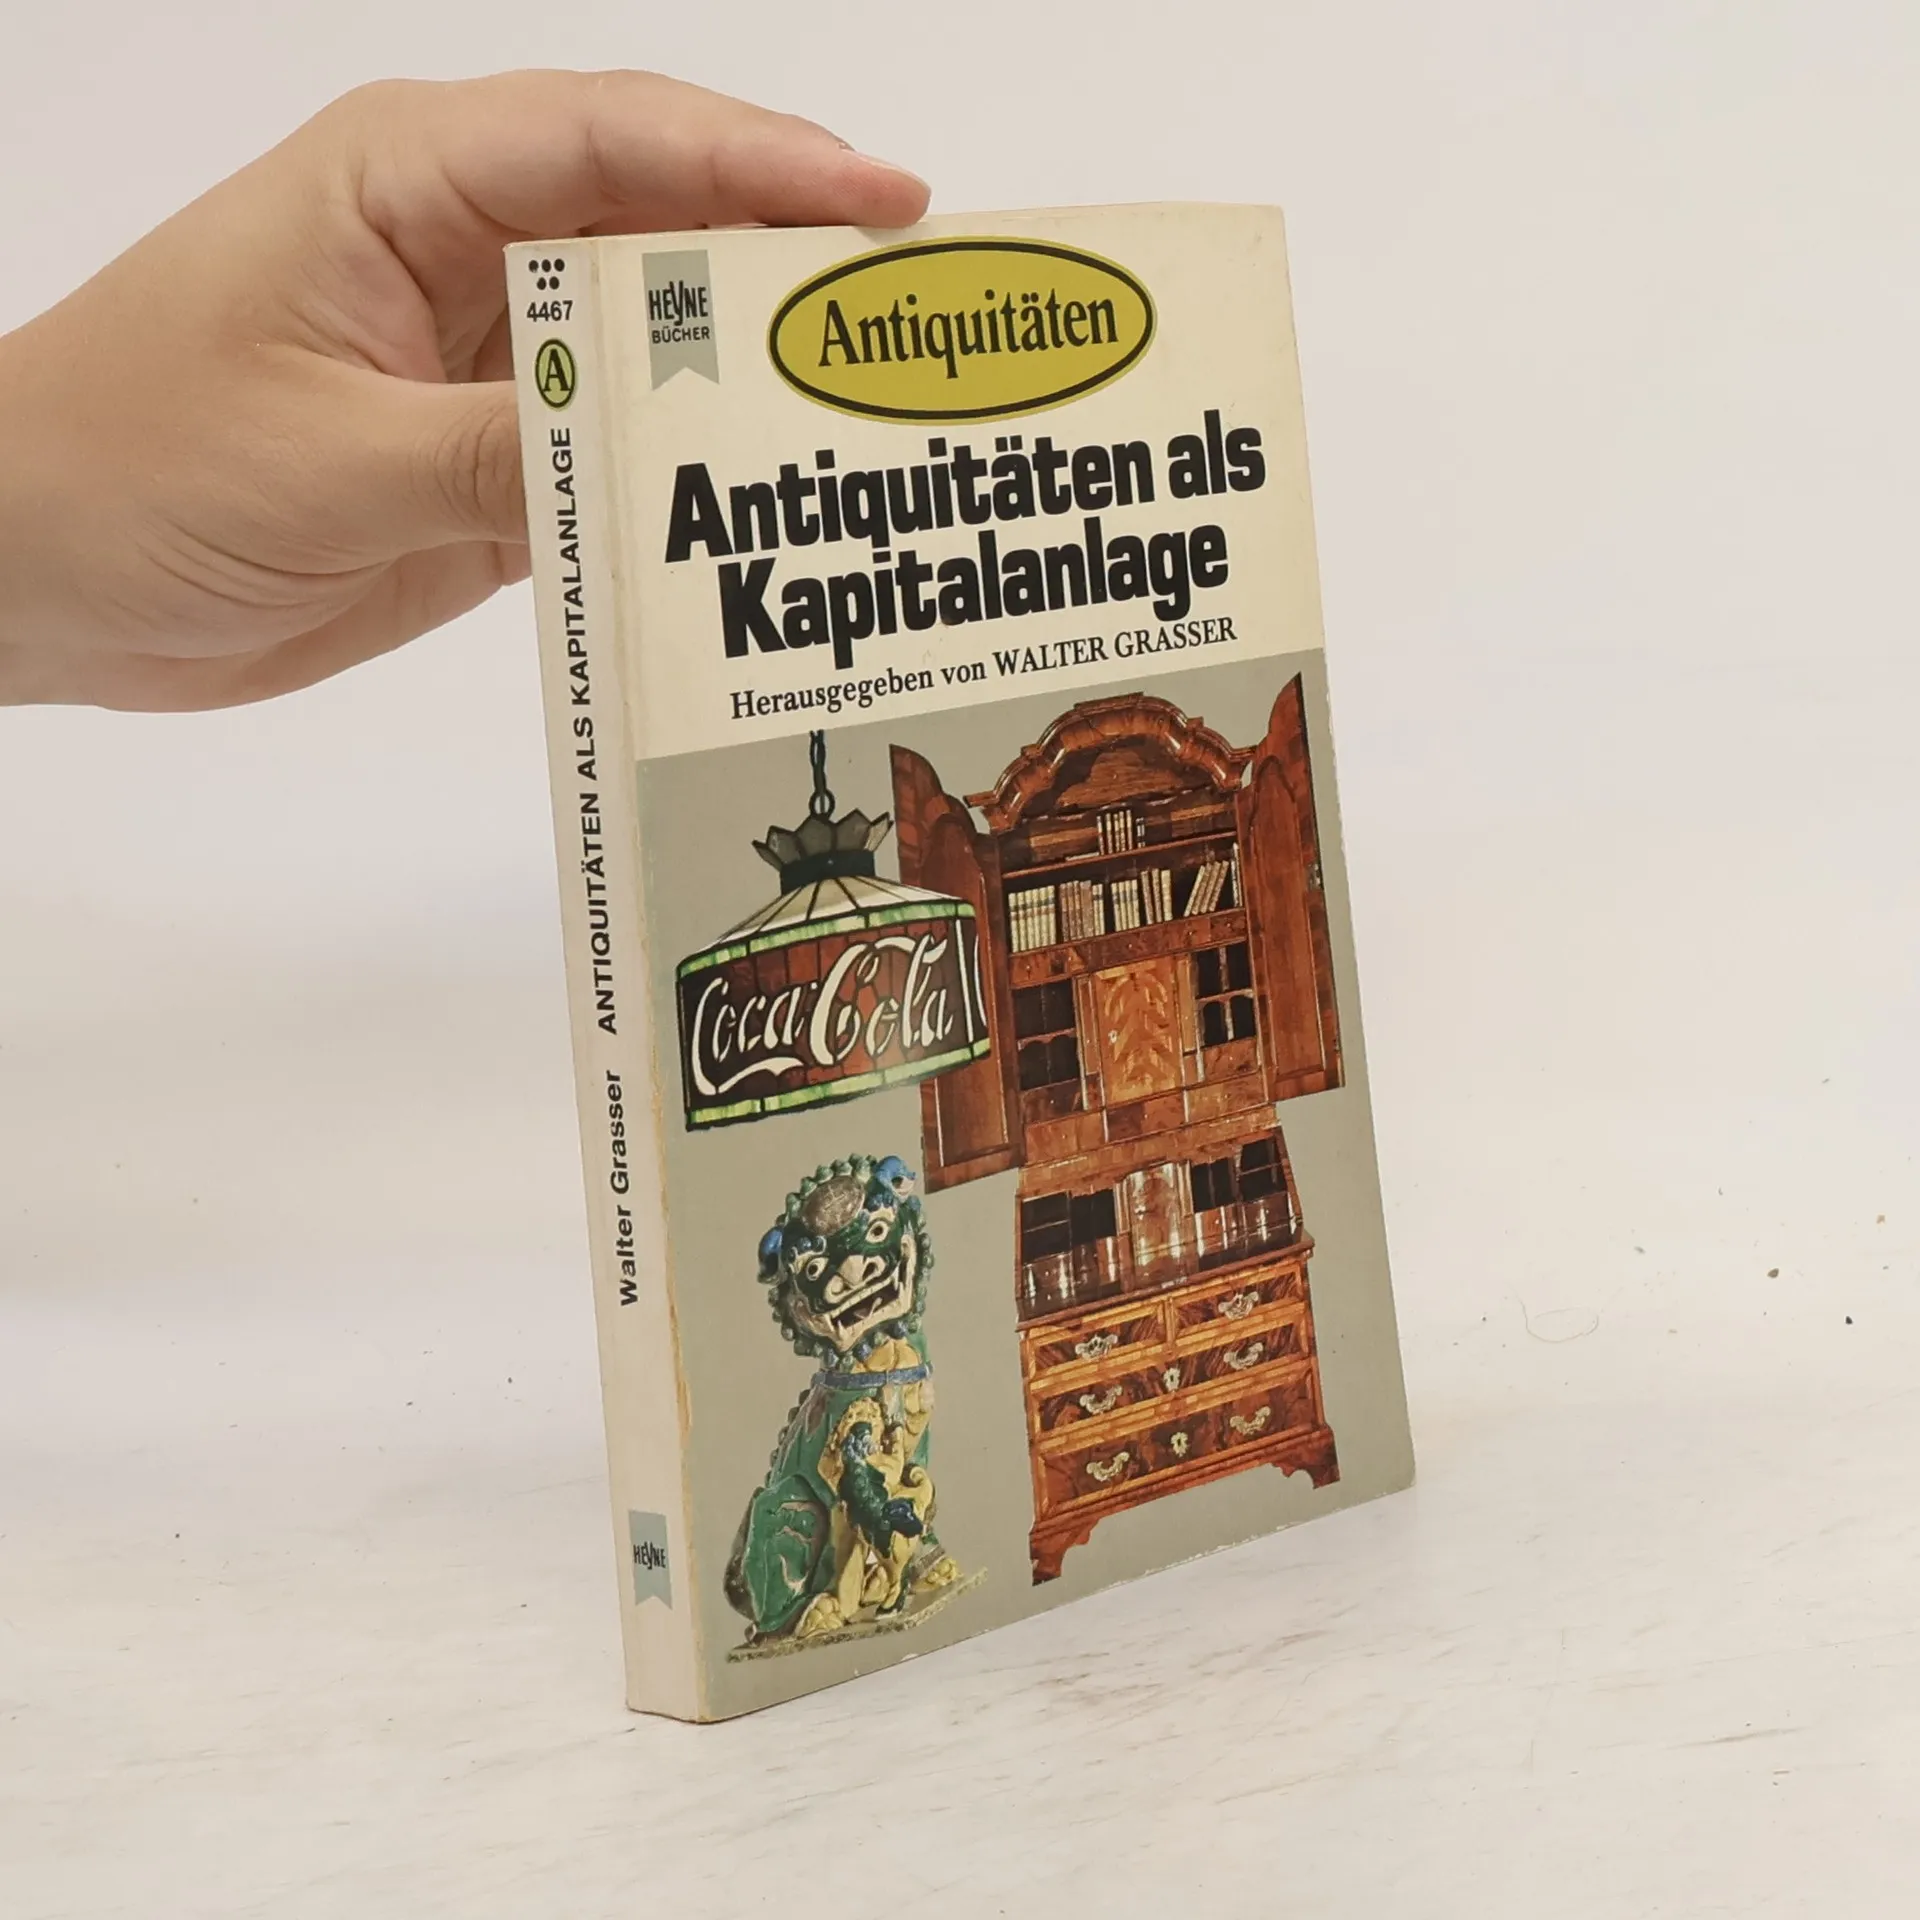 4467
A
ANTIQUITÄTEN ALS KAPITALANLAGE
Walter Grasser
HEYNE
HEYNE
BÜCHER
Antiquitäten
Antiquitäten als
Kapitalanlage
Herausgegeben von WALTER GRASSER
Coca Cola